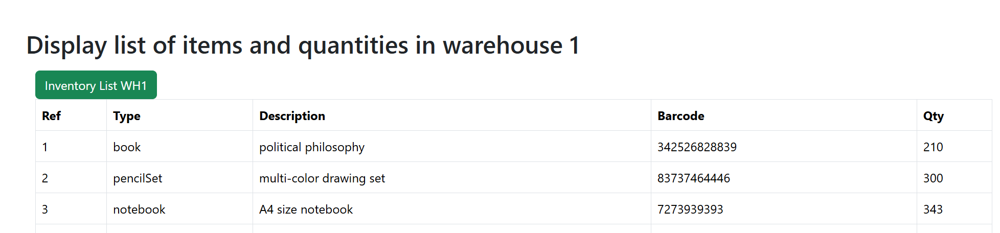 Display list of items and quantities in warehouse 1
Inventory List WH1
Ref Type Description Barcode Qty
1 book political philosophy 342526828839 210
2 pencilSet multi-color drawing set 83737464446 300
3 notebook A4 size notebook 7273939393 343